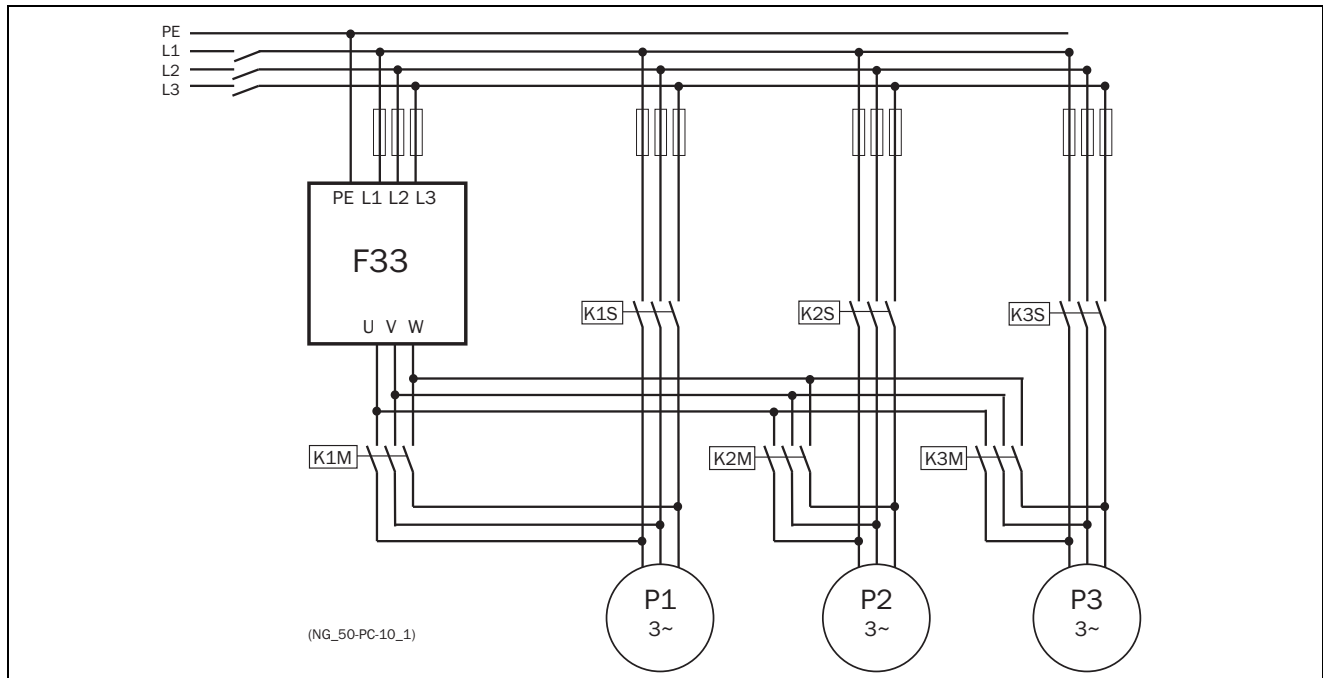 PE
L1
L2
L3
PE L1 L2 L3
F33
U V W
K1S
K2S
K3S
K1M
K2M
K3M
P1
3~
P2
3~
P3
3~
(NG_50-PC-10_1)